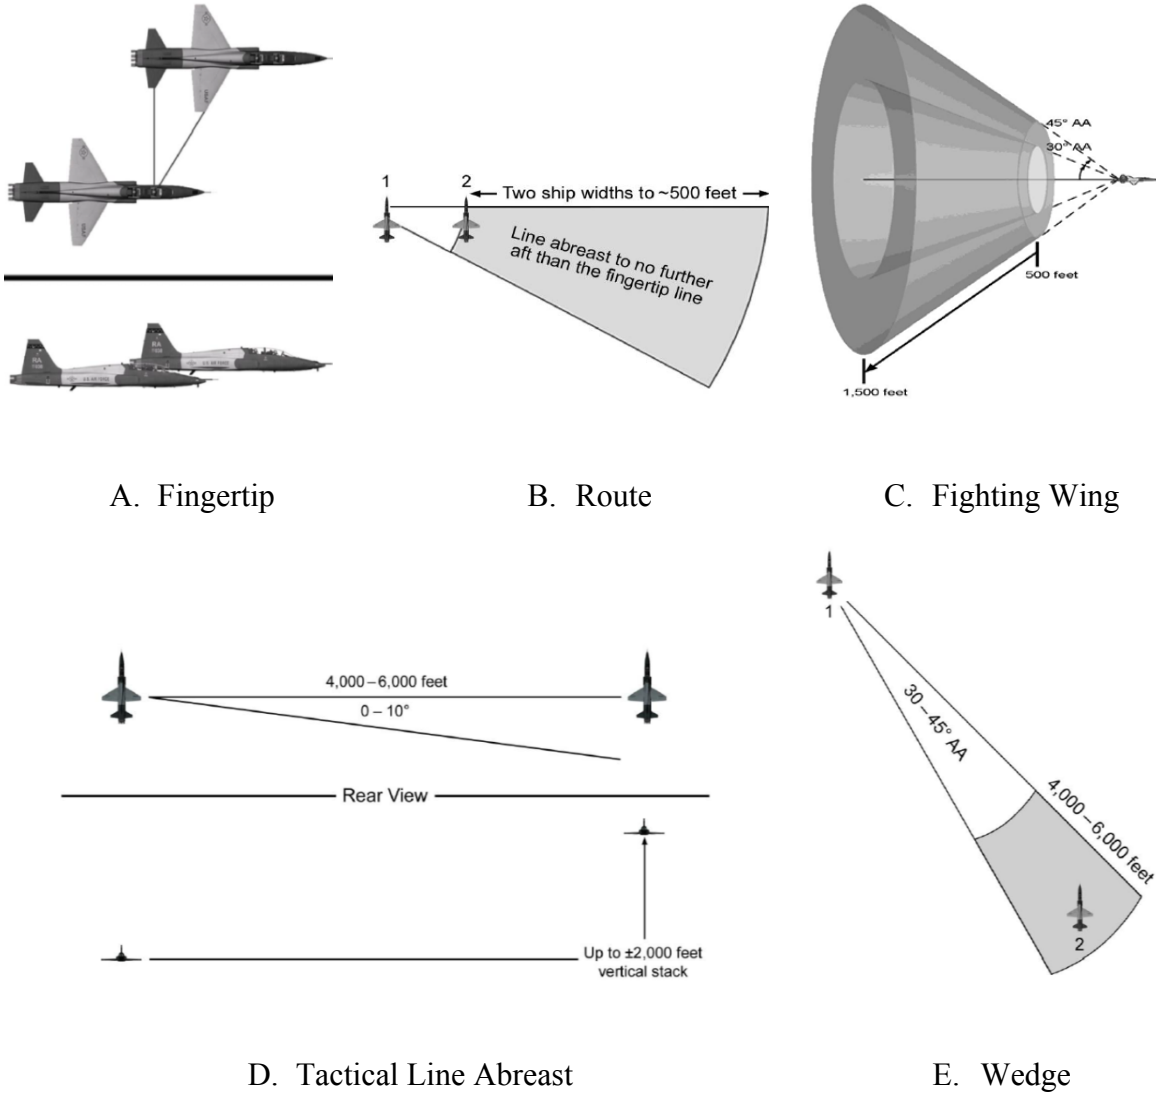 RA
RA
A. Fingertip
1
2
Two ship widths to ~500 feet
Line abreast to no further
aft than the fingertip line
B. Route
45° AA
30° AA
500 feet
1,500 feet
C. Fighting Wing
4,000–6,000 feet
0 – 10°
Rear View
Up to ±2,000 feet
vertical stack
D. Tactical Line Abreast
1
30 – 45° AA
4,000 – 6,000 feet
2
E. Wedge